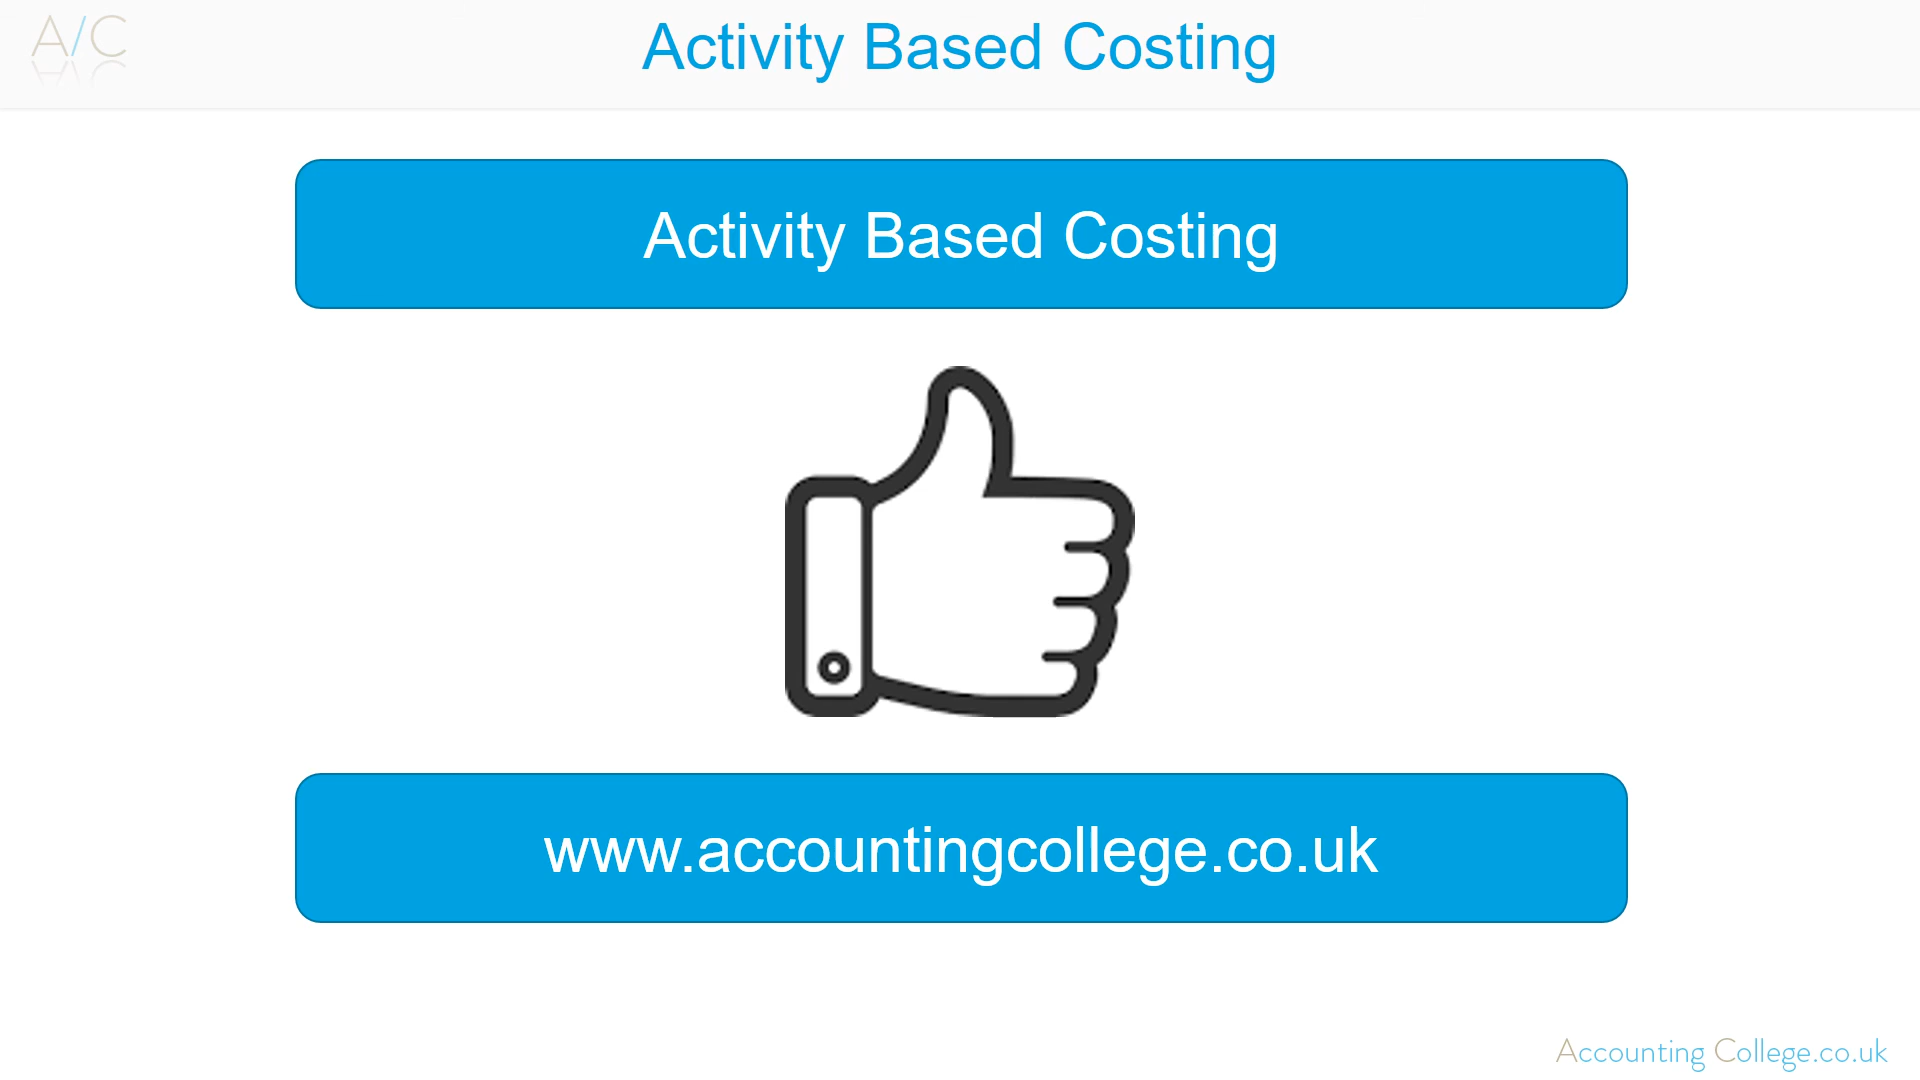 A/C
Activity Based Costing
Activity Based Costing
www.accountingcollege.co.uk
Accounting College.co.uk